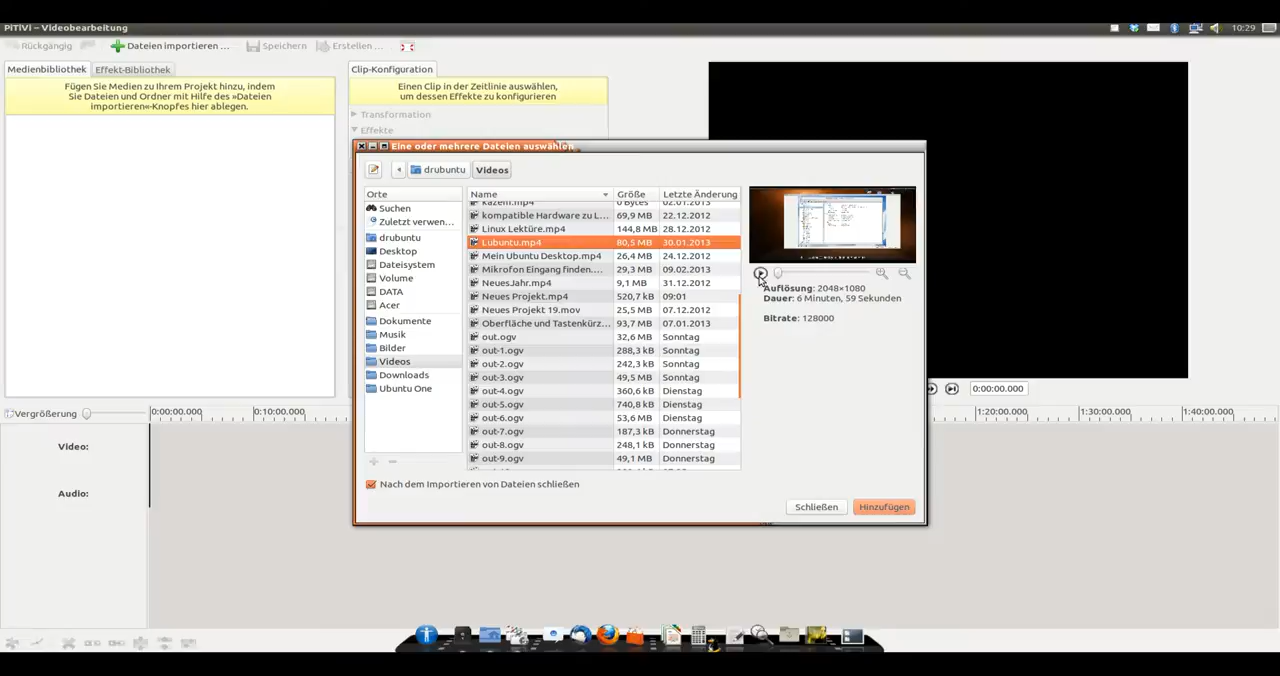 PiTiVi – Videobearbeitung
10:29
Rückgängig
Dateien importieren ...
Speichern
Erstellen ...
Medienbibliothek
Effekt-Bibliothek
Clip-Konfiguration
Fügen Sie Medien zu Ihrem Projekt hinzu, indem
Sie Dateien und Ordner mit Hilfe des »Dateien
importieren«-Knopfes hier ablegen.
Einen Clip in der Zeitlinie auswählen,
um dessen Effekte zu konfigurieren
Transformation
Effekte
Eine oder mehrere Dateien auswählen
drubuntu
Videos
Orte
Suchen
Zuletzt verwen...
drubuntu
Desktop
Dateisystem
Volume
DATA
Acer
Dokumente
Musik
Bilder
Videos
Downloads
Ubuntu One
Name Größe Letzte Änderung
kazem.mp4 0 Bytes 02.01.2013
kompatible Hardware zu L... 69,9 MB 22.12.2012
Linux Lektüre.mp4 144,8 MB 28.12.2012
Lubuntu.mp4 80,5 MB 30.01.2013
Mein Ubuntu Desktop.mp4 26,4 MB 24.12.2012
Mikrofon Eingang finden.... 29,3 MB 09.02.2013
NeuesJahr.mp4 9,1 MB 31.12.2012
Neues Projekt.mp4 520,7 kB 09:01
Neues Projekt 19.mov 25,5 MB 07.12.2012
Oberfläche und Tastenkürz... 93,7 MB 07.01.2013
out.ogv 32,6 MB Sonntag
out-1.ogv 288,3 kB Sonntag
out-2.ogv 242,3 kB Sonntag
out-3.ogv 49,5 MB Sonntag
out-4.ogv 360,6 kB Dienstag
out-5.ogv 740,8 kB Dienstag
out-6.ogv 53,6 MB Dienstag
out-7.ogv 187,3 kB Donnerstag
out-8.ogv 248,1 kB Donnerstag
out-9.ogv 49,1 MB Donnerstag
Auflösung: 2048×1080
Dauer: 6 Minuten, 59 Sekunden
Bitrate: 128000
Nach dem Importieren von Dateien schließen
Schließen
Hinzufügen
0:00:00.000
Vergrößerung
0:00:00.000 0:10:00.000 1:20:00.000 1:30:00.000 1:40:00.000
Video:
Audio: